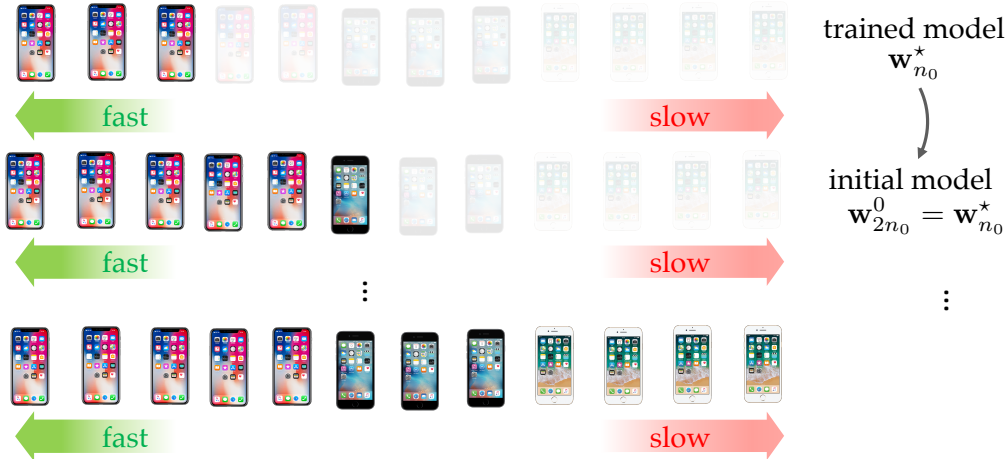 trained model
w⋆n₀
fast
slow
initial model
w⁰₂ₙ₀ = w⋆ₙ₀
fast
slow
⋮
⋮
fast
slow